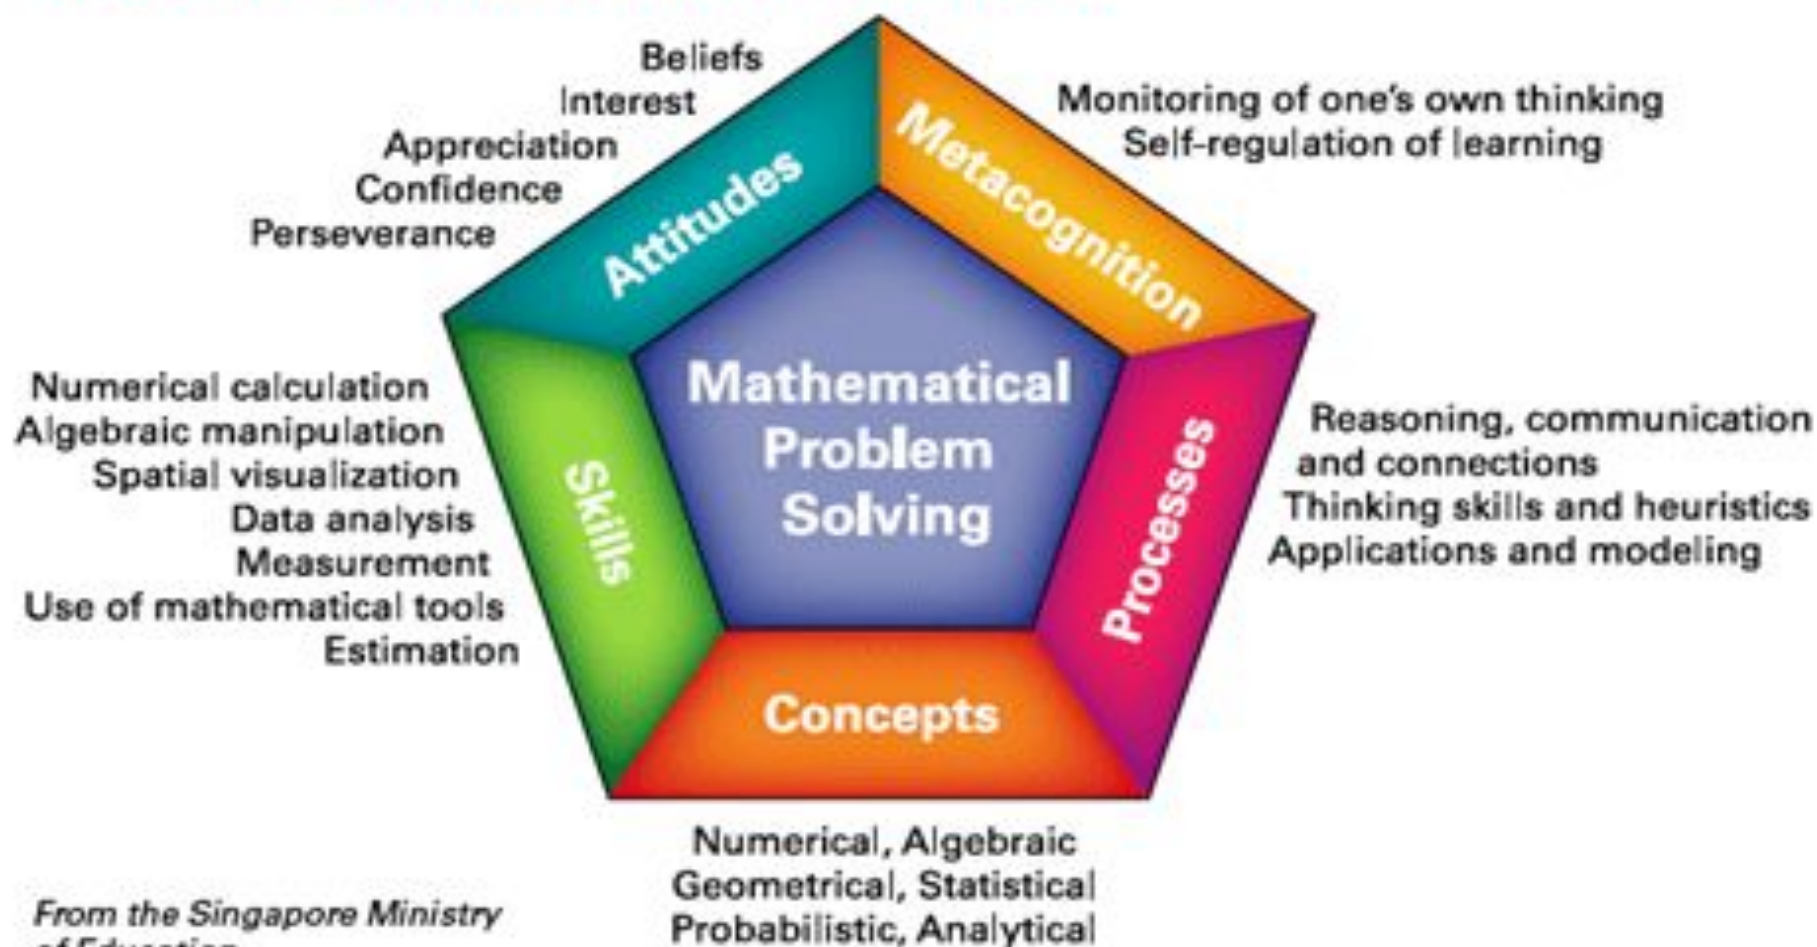 Beliefs
Interest
Appreciation
Confidence
Perseverance
Attitudes
Metacognition
Monitoring of one's own thinking
Self-regulation of learning
Numerical calculation
Algebraic manipulation
Spatial visualization
Data analysis
Measurement
Use of mathematical tools
Estimation
Skills
Mathematical
Problem
Solving
Processes
Reasoning, communication
and connections
Thinking skills and heuristics
Applications and modeling
Concepts
Numerical, Algebraic
Geometrical, Statistical
Probabilistic, Analytical
From the Singapore Ministry
of Education